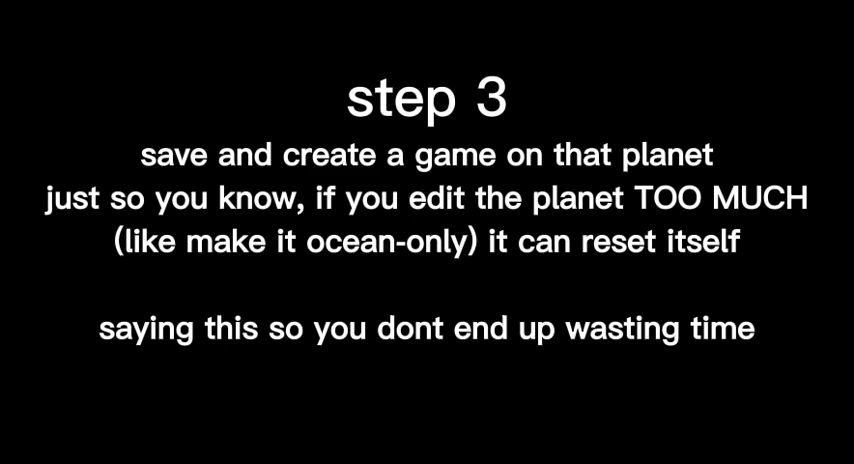 step 3
save and create a game on that planet
just so you know, if you edit the planet TOO MUCH
(like make it ocean-only) it can reset itself
saying this so you dont end up wasting time